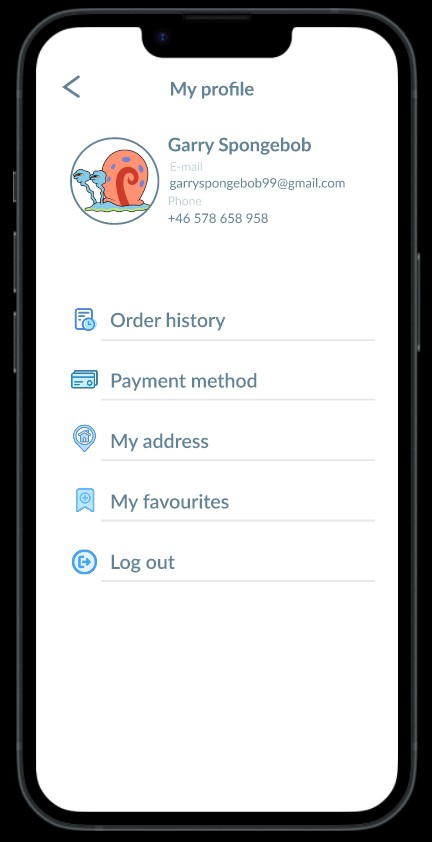 My profile
Garry Spongebob
E-mail
garryspongebob99@gmail.com
Phone
+46 578 658 958
Order history
Payment method
My address
My favourites
Log out